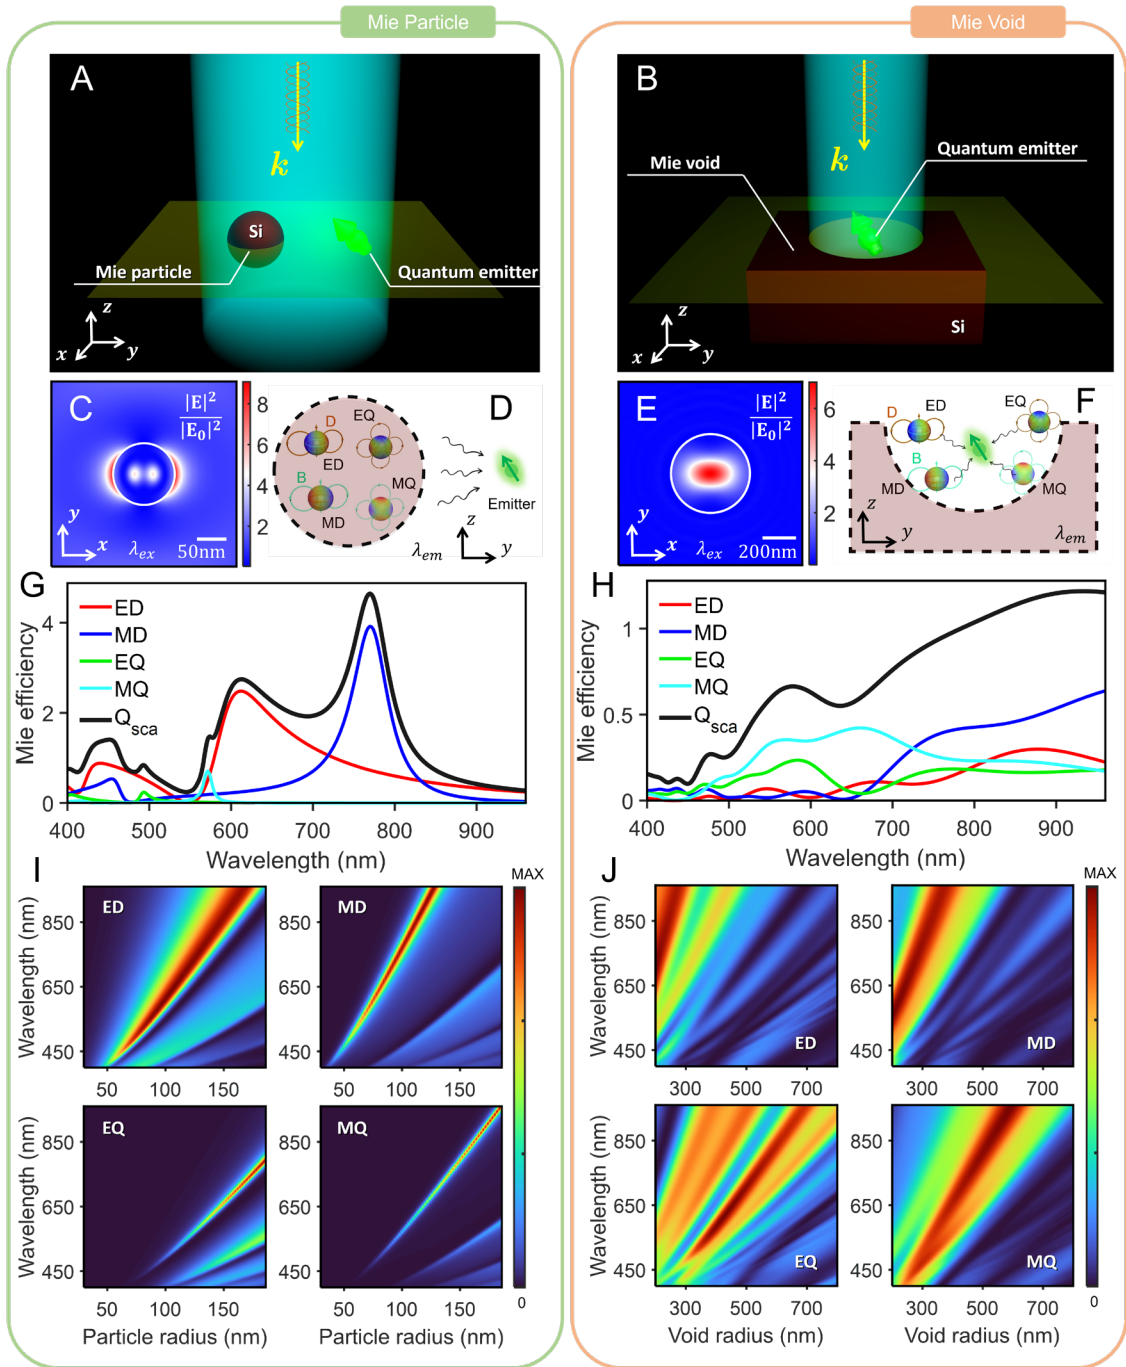 Mie Particle
Mie Void
A
k
Si
Mie particle
Quantum emitter
z
x
y
B
k
Quantum emitter
Mie void
Si
z
x
y
C
|E|²
|E₀|²
8
6
4
2
y
x
λex
50nm
D
D
EQ
ED
B
MQ
MD
Emitter
z
y
λem
E
|E|²
|E₀|²
6
4
2
y
x
λex
200nm
F
D
ED
EQ
B
MD
MQ
z
y
λem
G
ED
MD
EQ
MQ
Qsca
Mie efficiency
4
2
0
400 500 600 700 800 900
Wavelength (nm)
H
ED
MD
EQ
MQ
Qsca
Mie efficiency
1
0.5
0
400 500 600 700 800 900
Wavelength (nm)
I
MAX
ED
MD
Wavelength (nm)
850
650
450
850
650
450
50 100 150
50 100 150
EQ
MQ
Wavelength (nm)
850
650
450
850
650
450
0
50 100 150
50 100 150
Particle radius (nm)
Particle radius (nm)
J
MAX
Wavelength (nm)
850
650
450
850
650
450
ED
MD
300 500 700
300 500 700
Wavelength (nm)
850
650
450
850
650
450
EQ
MQ
0
300 500 700
300 500 700
Void radius (nm)
Void radius (nm)